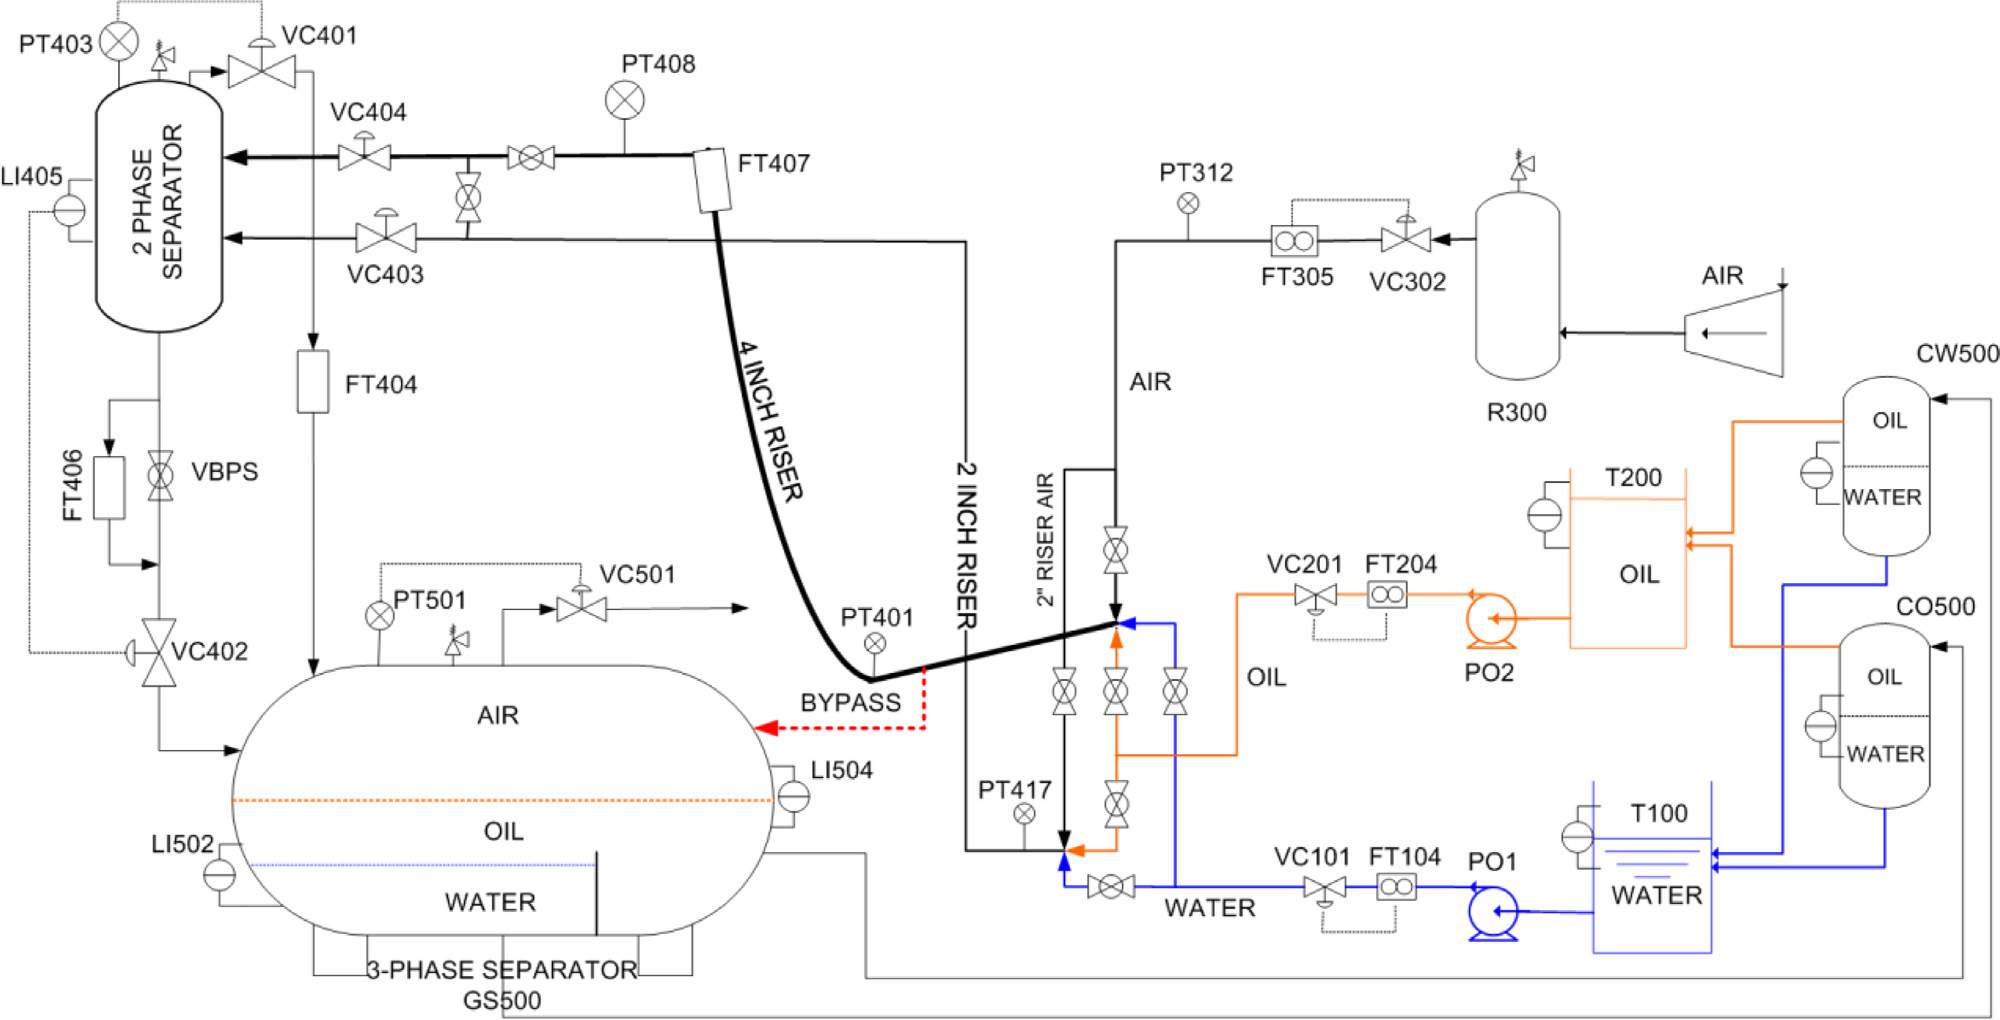 VC401
PT403
PT408
VC404
2 PHASE
SEPARATOR
FT407
PT312
LI405
VC403
FT305
VC302
AIR
4 INCH RISER
CW500
FT404
AIR
R300
OIL
FT406
VBPS
2 INCH RISER
2" RISER AIR
T200
WATER
VC201
FT204
OIL
VC501
PT501
PT401
CO500
VC402
PO2
OIL
OIL
BYPASS
AIR
WATER
LI504
PT417
T100
OIL
LI502
VC101
FT104
PO1
WATER
WATER
WATER
3-PHASE SEPARATOR
GS500